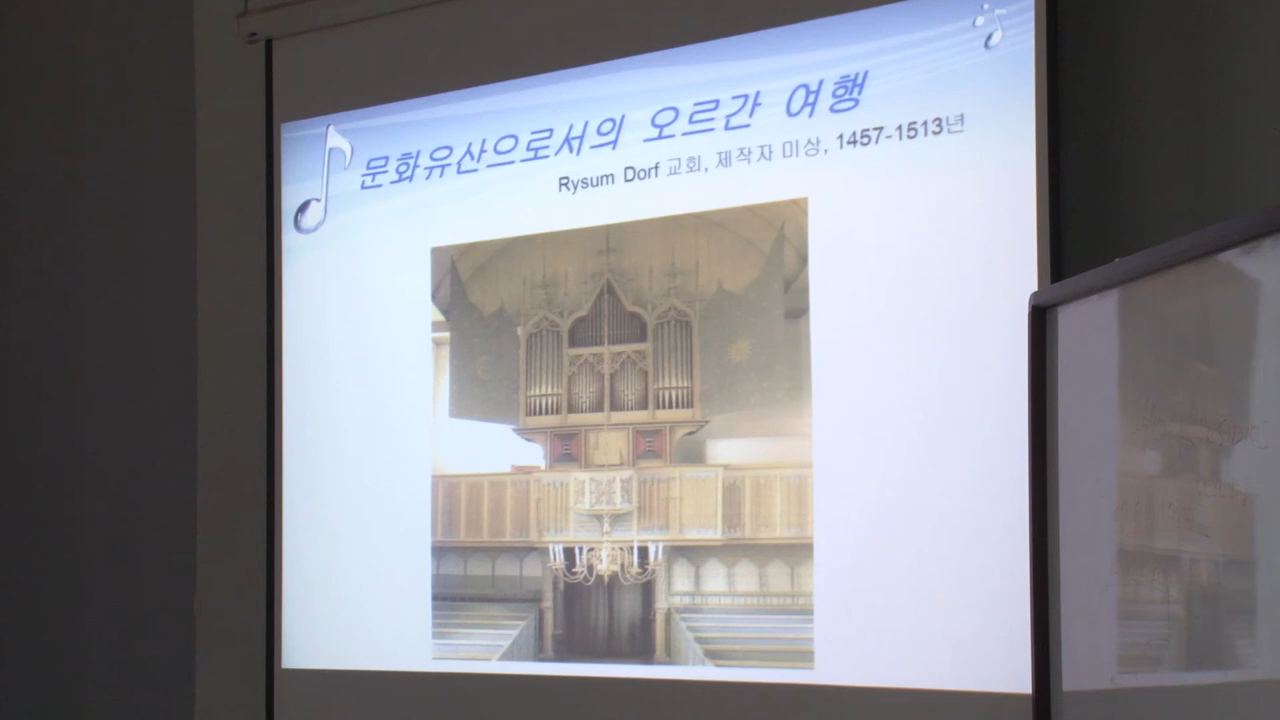 문화유산으로서의 오르간 여행
Rysum Dorf 교회, 제작자 미상, 1457-1513년